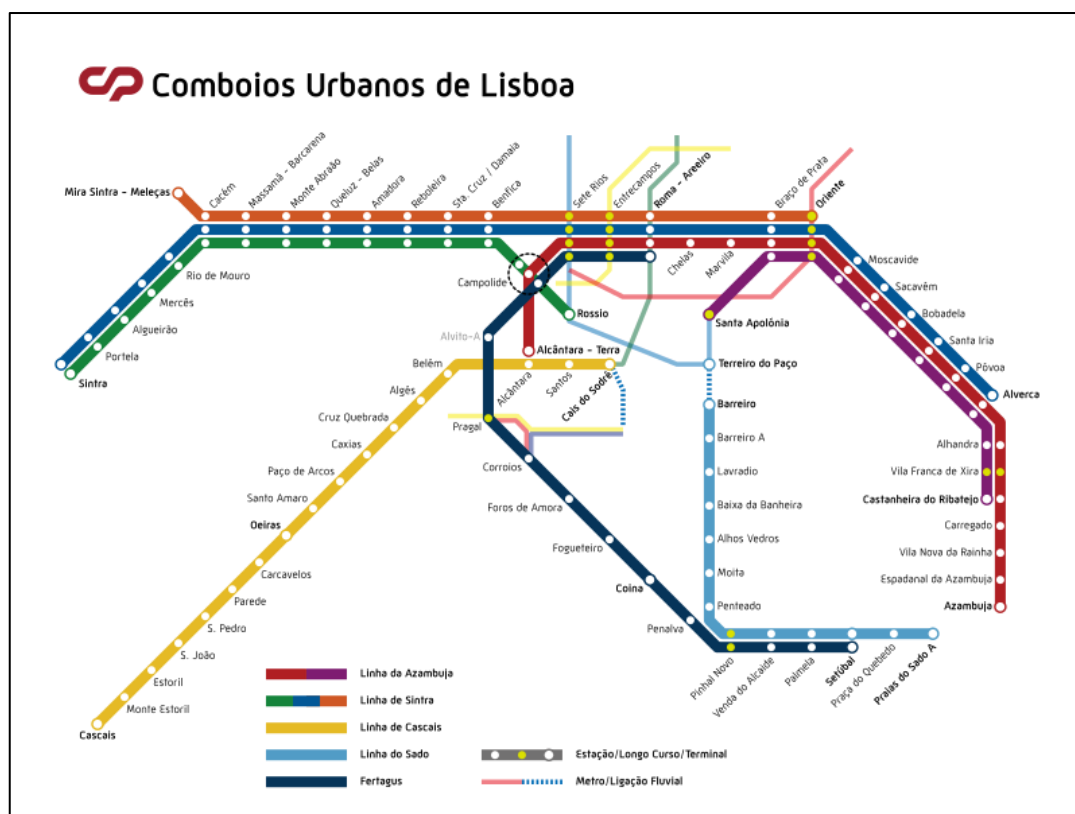 cp Comboios Urbanos de Lisboa
Mira Sintra - Meleças
Cacém
Massamá - Barcarena
Monte Abraão
Queluz - Belas
Amadora
Reboleira
Sta. Cruz / Damaia
Benfica
Sete Rios
Entrecampos
Roma - Areeiro
Braço de Prata
Oriente
Chelas
Marvila
Moscavide
Sacavém
Bobadela
Santa Iria
Póvoa
Alverca
Rio de Mouro
Mercês
Algueirão
Portela
Sintra
Campolide
Rossio
Santa Apolónia
Alvito-A
Alcântara - Terra
Terreiro do Paço
Belém
Alcântara
Santos
Cais do Sodré
Algés
Cruz Quebrada
Caxias
Paço de Arcos
Santo Amaro
Oeiras
Carcavelos
Parede
S. Pedro
S. João
Estoril
Monte Estoril
Cascais
Pragal
Corroios
Foros de Amora
Fogueteiro
Coina
Penalva
Barreiro
Barreiro A
Lavradio
Baixa da Banheira
Alhos Vedros
Moita
Penteado
Pinhal Novo
Venda do Alcaide
Palmela
Setúbal
Praça do Quebedo
Praias do Sado A
Alhandra
Vila Franca de Xira
Castanheira do Ribatejo
Carregado
Vila Nova da Rainha
Espadanal da Azambuja
Azambuja
Linha da Azambuja
Linha de Sintra
Linha de Cascais
Linha do Sado
Fertagus
Estação/Longo Curso/Terminal
Metro/Ligação Fluvial